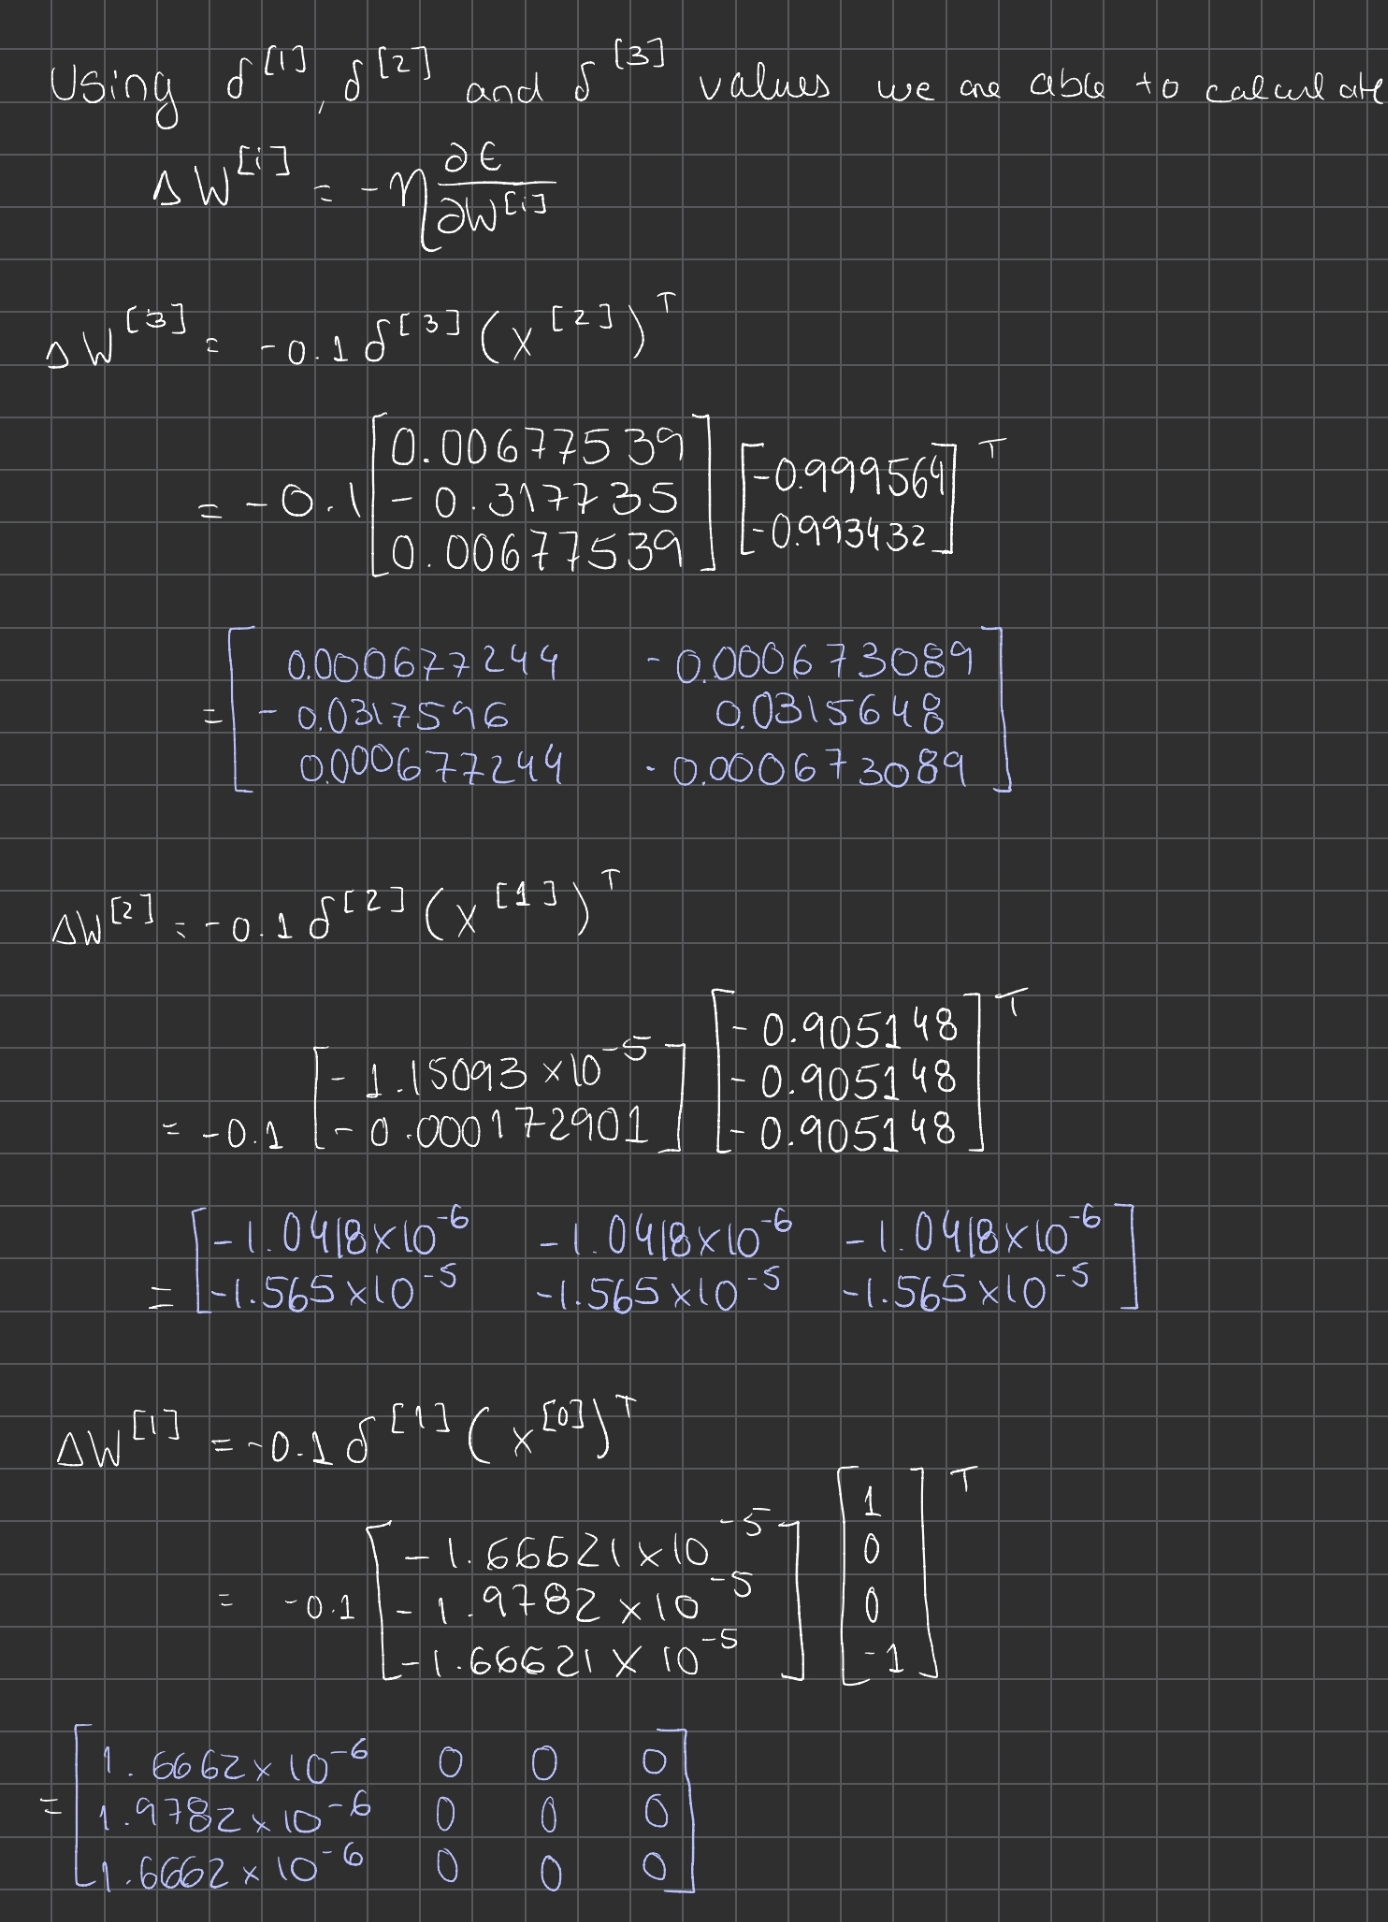 Using δ^[1], δ^[2] and δ^[3] values we are able to calculate
ΔW^[i] = -η ∂ε/∂W^[i]
ΔW^[3] = -0.1 δ^[3] (x^[2])^T
= -0.1 [0.00677539; -0.317735; 0.00677539] [-0.999564; -0.993432]^T
= [0.000677244 -0.000673089; -0.0317596 0.0315648; 0.000677244 -0.000673089]
ΔW^[2] = -0.1 δ^[2] (x^[1])^T
= -0.1 [-1.15093×10^-5; -0.000172901] [-0.905148; -0.905148; -0.905148]^T
= [-1.0418×10^-6 -1.0418×10^-6 -1.0418×10^-6; -1.565×10^-5 -1.565×10^-5 -1.565×10^-5]
ΔW^[1] = -0.1 δ^[1] (x^[0])^T
= -0.1 [-1.66621×10^-5; -1.9782×10^-5; -1.66621×10^-5] [1; 0; 0; -1]^T
= [1.6662×10^-6 0 0 0; 1.9782×10^-6 0 0 0; 1.6662×10^-6 0 0 0]